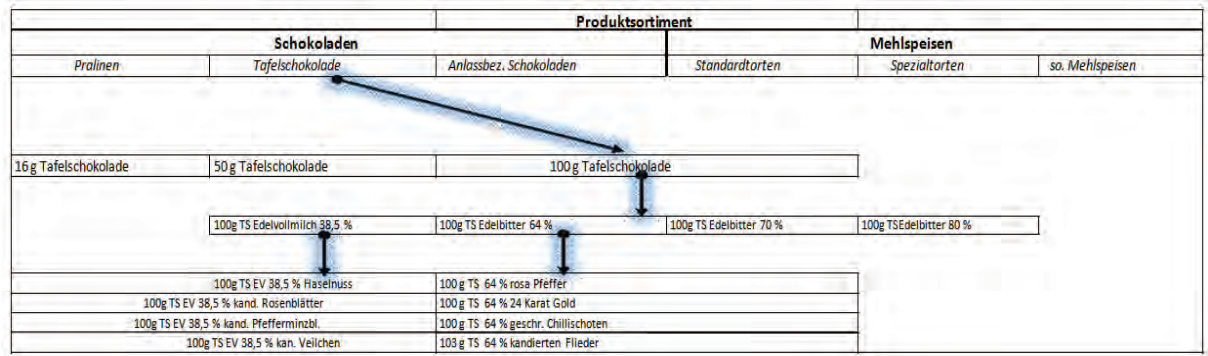 Produktsortiment
Schokoladen Mehlspeisen
Pralinen Tafelschokolade Anlassbez. Schokoladen Standardtorten Spezialtorten so. Mehlspeisen
16 g Tafelschokolade 50 g Tafelschokolade 100 g Tafelschokolade
100g TS Edelvollmilch 38,5 % 100g TS Edelbitter 64 % 100g TS Edelbitter 70 % 100g TSEdelbitter 80 %
100g TS EV 38,5 % Haselnuss 100 g TS 64 % rosa Pfeffer
100g TS EV 38,5 % kand. Rosenblätter 100 g TS 64 % 24 Karat Gold
100g TS EV 38,5 % kand. Pfefferminzbl. 100 g TS 64 % geschr. Chillischoten
100g TS EV 38,5 % kan. Veilchen 103 g TS 64 % kandierten Flieder